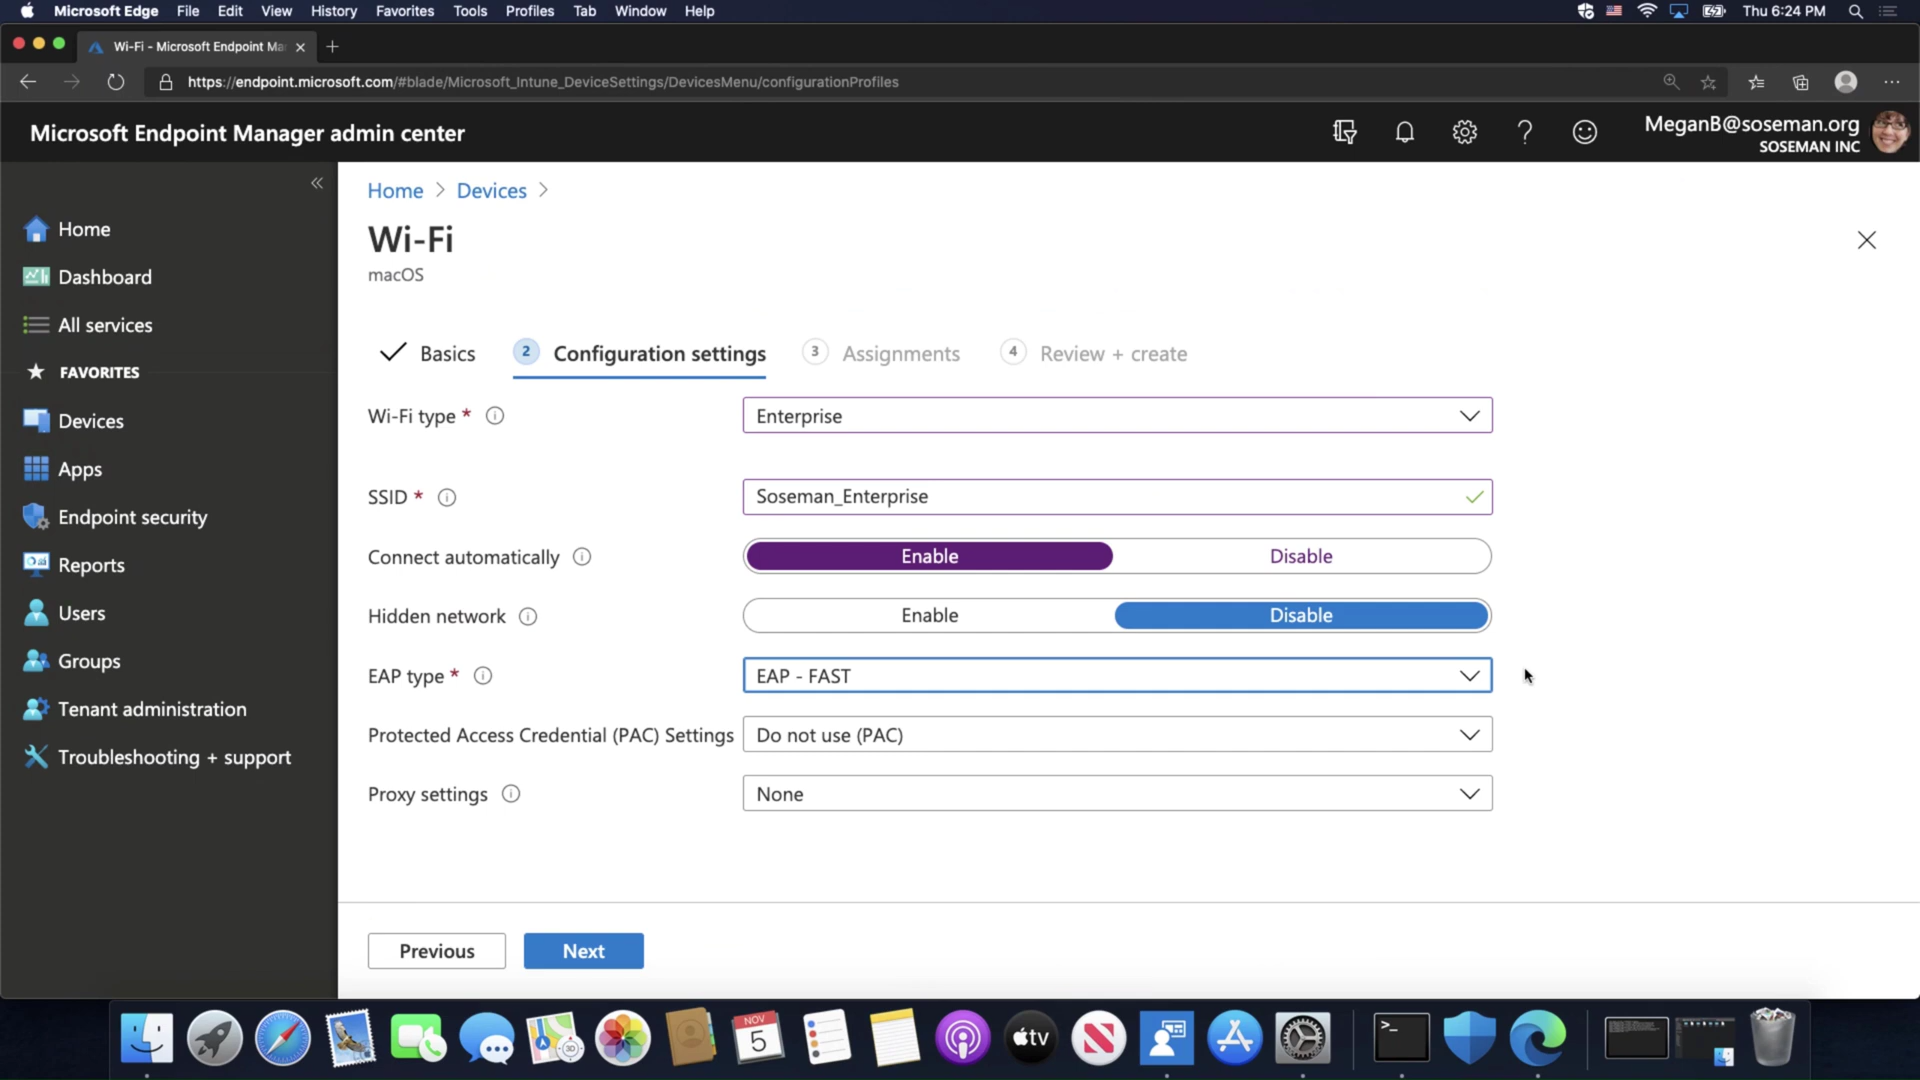 Microsoft Edge File Edit View History Favorites Tools Profiles Tab Window Help Thu 6:24 PM
Wi-Fi - Microsoft Endpoint Ma
https://endpoint.microsoft.com/#blade/Microsoft_Intune_DeviceSettings/DevicesMenu/configurationProfiles
Microsoft Endpoint Manager admin center
MeganB@soseman.org
SOSEMAN INC
Home
Dashboard
All services
FAVORITES
Devices
Apps
Endpoint security
Reports
Users
Groups
Tenant administration
Troubleshooting + support
Home > Devices >
Wi-Fi
macOS
Basics
2 Configuration settings
3 Assignments
4 Review + create
Wi-Fi type * Enterprise
SSID * Soseman_Enterprise
Connect automatically Enable Disable
Hidden network Enable Disable
EAP type * EAP - FAST
Protected Access Credential (PAC) Settings Do not use (PAC)
Proxy settings None
Previous Next
NOV
5
30
tv
>_